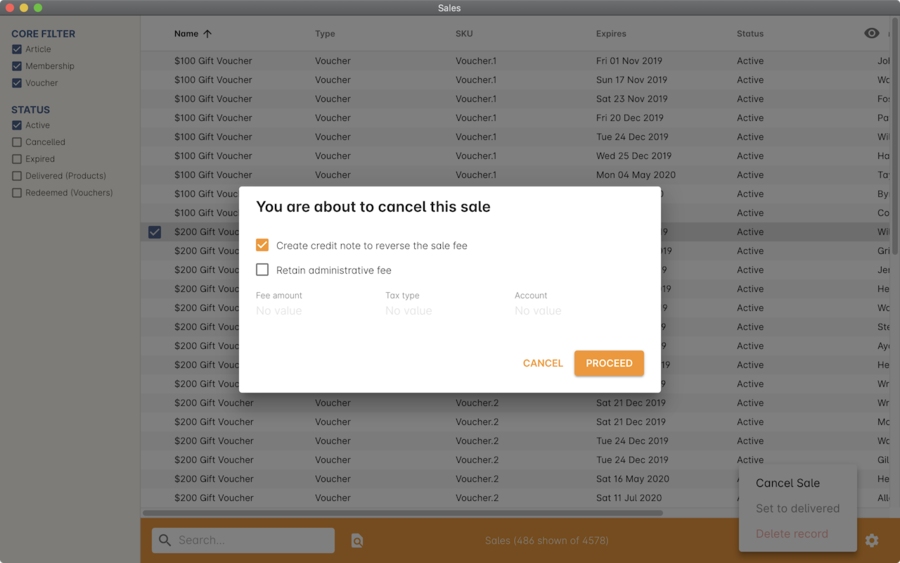 Sales
CORE FILTER
Article
Membership
Voucher
STATUS
Active
Cancelled
Expired
Delivered (Products)
Redeemed (Vouchers)
Name Type SKU Expires Status
$100 Gift Voucher Voucher Voucher.1 Fri 01 Nov 2019 Active Jol
$100 Gift Voucher Voucher Voucher.1 Sun 17 Nov 2019 Active Wo
$100 Gift Voucher Voucher Voucher.1 Sat 23 Nov 2019 Active Fos
$100 Gift Voucher Voucher Voucher.1 Fri 20 Dec 2019 Active Pa
$100 Gift Voucher Voucher Voucher.1 Tue 24 Dec 2019 Active Wil
$100 Gift Voucher Voucher Voucher.1 Wed 25 Dec 2019 Active Ha
$100 Gift Voucher Voucher Voucher.1 Mon 04 May 2020 Active Ta
$100 Gift Vouc Active By
$100 Gift Vouc Active Co
$200 Gift Vou 9 Active Wil
$200 Gift Vou 9 Active Gri
$200 Gift Vou 9 Active Jer
$200 Gift Vou 19 Active He
$200 Gift Vou 9 Active Wo
$200 Gift Vou 9 Active Ste
$200 Gift Vou 9 Active Ay
$200 Gift Vou 9 Active He
$200 Gift Vou 9 Active Wr
$200 Gift Voucher Voucher Voucher.2 Sat 21 Dec 2019 Active Wr
$200 Gift Voucher Voucher Voucher.2 Sat 21 Dec 2019 Active Mc
$200 Gift Voucher Voucher Voucher.2 Tue 24 Dec 2019 Active Wo
$200 Gift Voucher Voucher Voucher.2 Tue 24 Dec 2019 Active Gil
$200 Gift Voucher Voucher Voucher.2 Sat 16 May 2020 He
$200 Gift Voucher Voucher Voucher.2 Sat 11 Jul 2020 All
You are about to cancel this sale
Create credit note to reverse the sale fee
Retain administrative fee
Fee amount Tax type Account
No value No value No value
CANCEL PROCEED
Cancel Sale
Set to delivered
Delete record
Search...
Sales (486 shown of 4578)